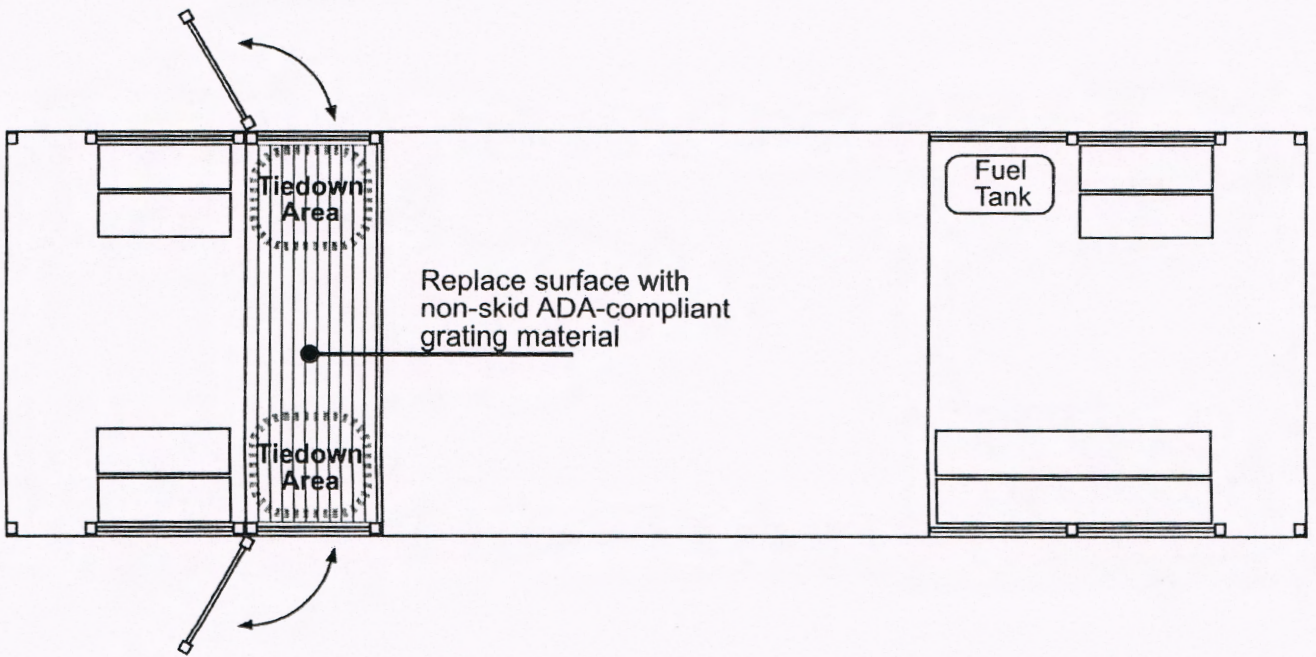 Tiedown
Area
Fuel
Tank
Replace surface with
non-skid ADA-compliant
grating material
Tiedown
Area